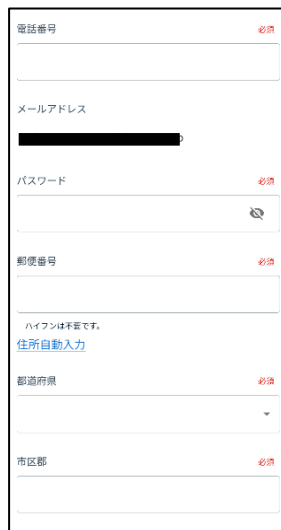 電話番号 必須
メールアドレス
パスワード 必須
郵便番号 必須
ハイフンは不要です。
住所自動入力
都道府県 必須
市区郡 必須